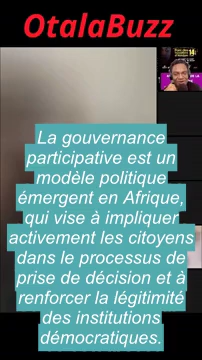 OtalaBuzz
La gouvernance
participative est un
modèle politique
émergent en Afrique,
qui vise à impliquer
activement les citoyens
dans le processus de
prise de décision et à
renforcer la légitimité
des institutions
démocratiques.